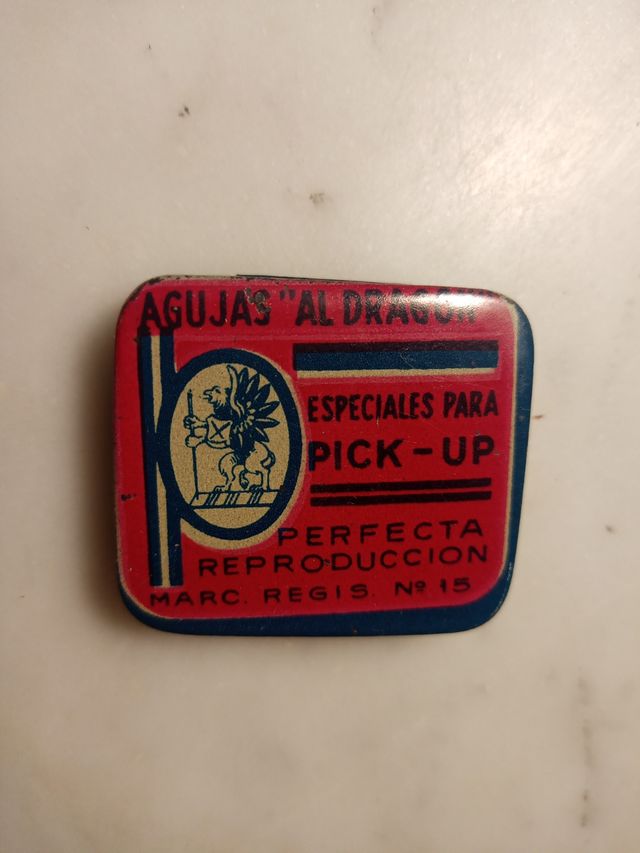 AGUJAS "AL DRAGON"
ESPECIALES PARA
PICK-UP
PERFECTA
REPRODUCCION
MARC. REGIS. Nº 15